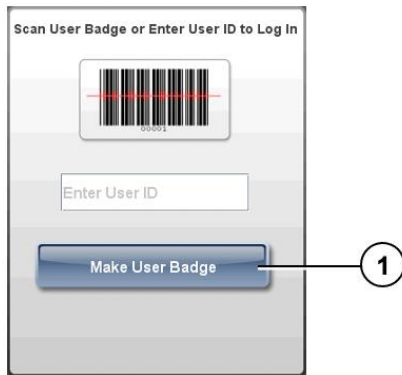 Scan User Badge or Enter User ID to Log In
00001
Enter User ID
Make User Badge
1